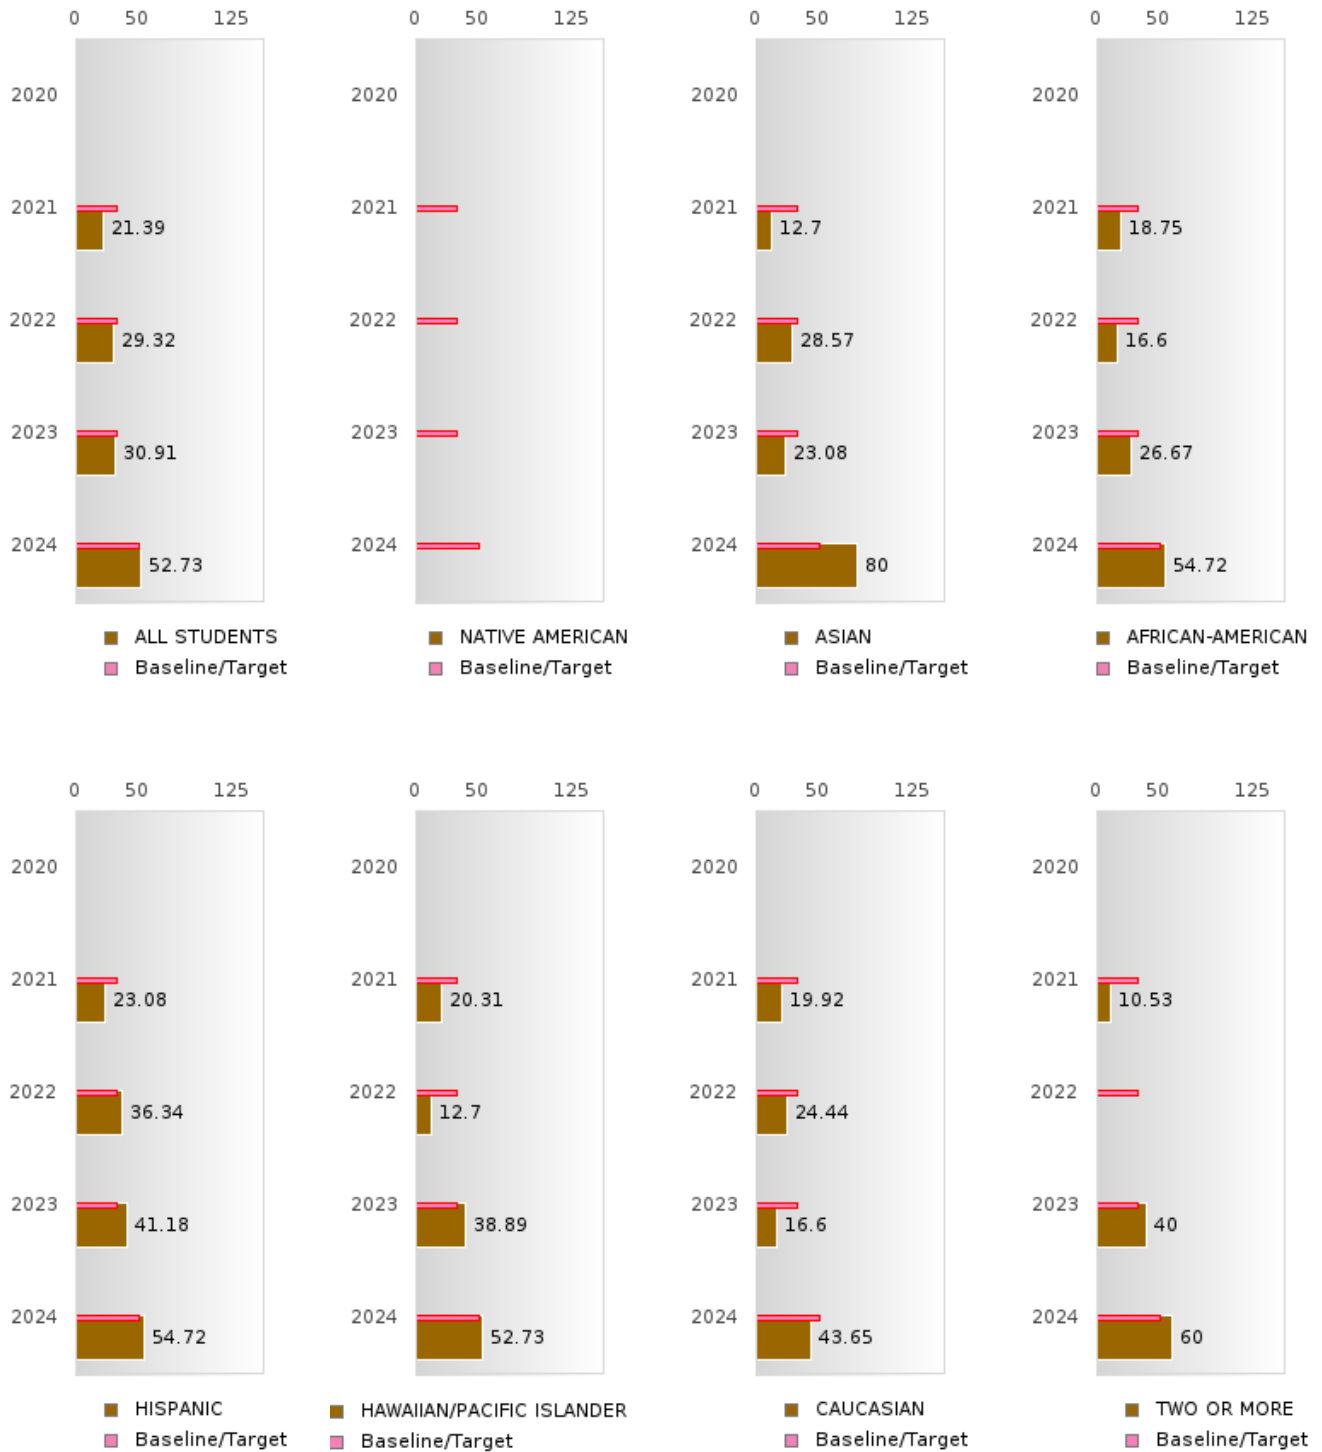 0 50 125 0 50 125 0 50 125 0 50 125
2020 2020 2020 2020
2021 2021 2021 2021
21.39 12.7 18.75
2022 2022 2022 2022
29.32 28.57 16.6
2023 2023 2023 2023
30.91 23.08 26.67
2024 2024 2024 2024
52.73 80 54.72
ALL STUDENTS NATIVE AMERICAN ASIAN AFRICAN-AMERICAN
Baseline/Target Baseline/Target Baseline/Target Baseline/Target
0 50 125 0 50 125 0 50 125 0 50 125
2020 2020 2020 2020
2021 2021 2021 2021
23.08 20.31 19.92 10.53
2022 2022 2022 2022
36.34 12.7 24.44
2023 2023 2023 2023
41.18 38.89 16.6 40
2024 2024 2024 2024
54.72 52.73 43.65 60
HISPANIC HAWAIIAN/PACIFIC ISLANDER CAUCASIAN TWO OR MORE
Baseline/Target Baseline/Target Baseline/Target Baseline/Target